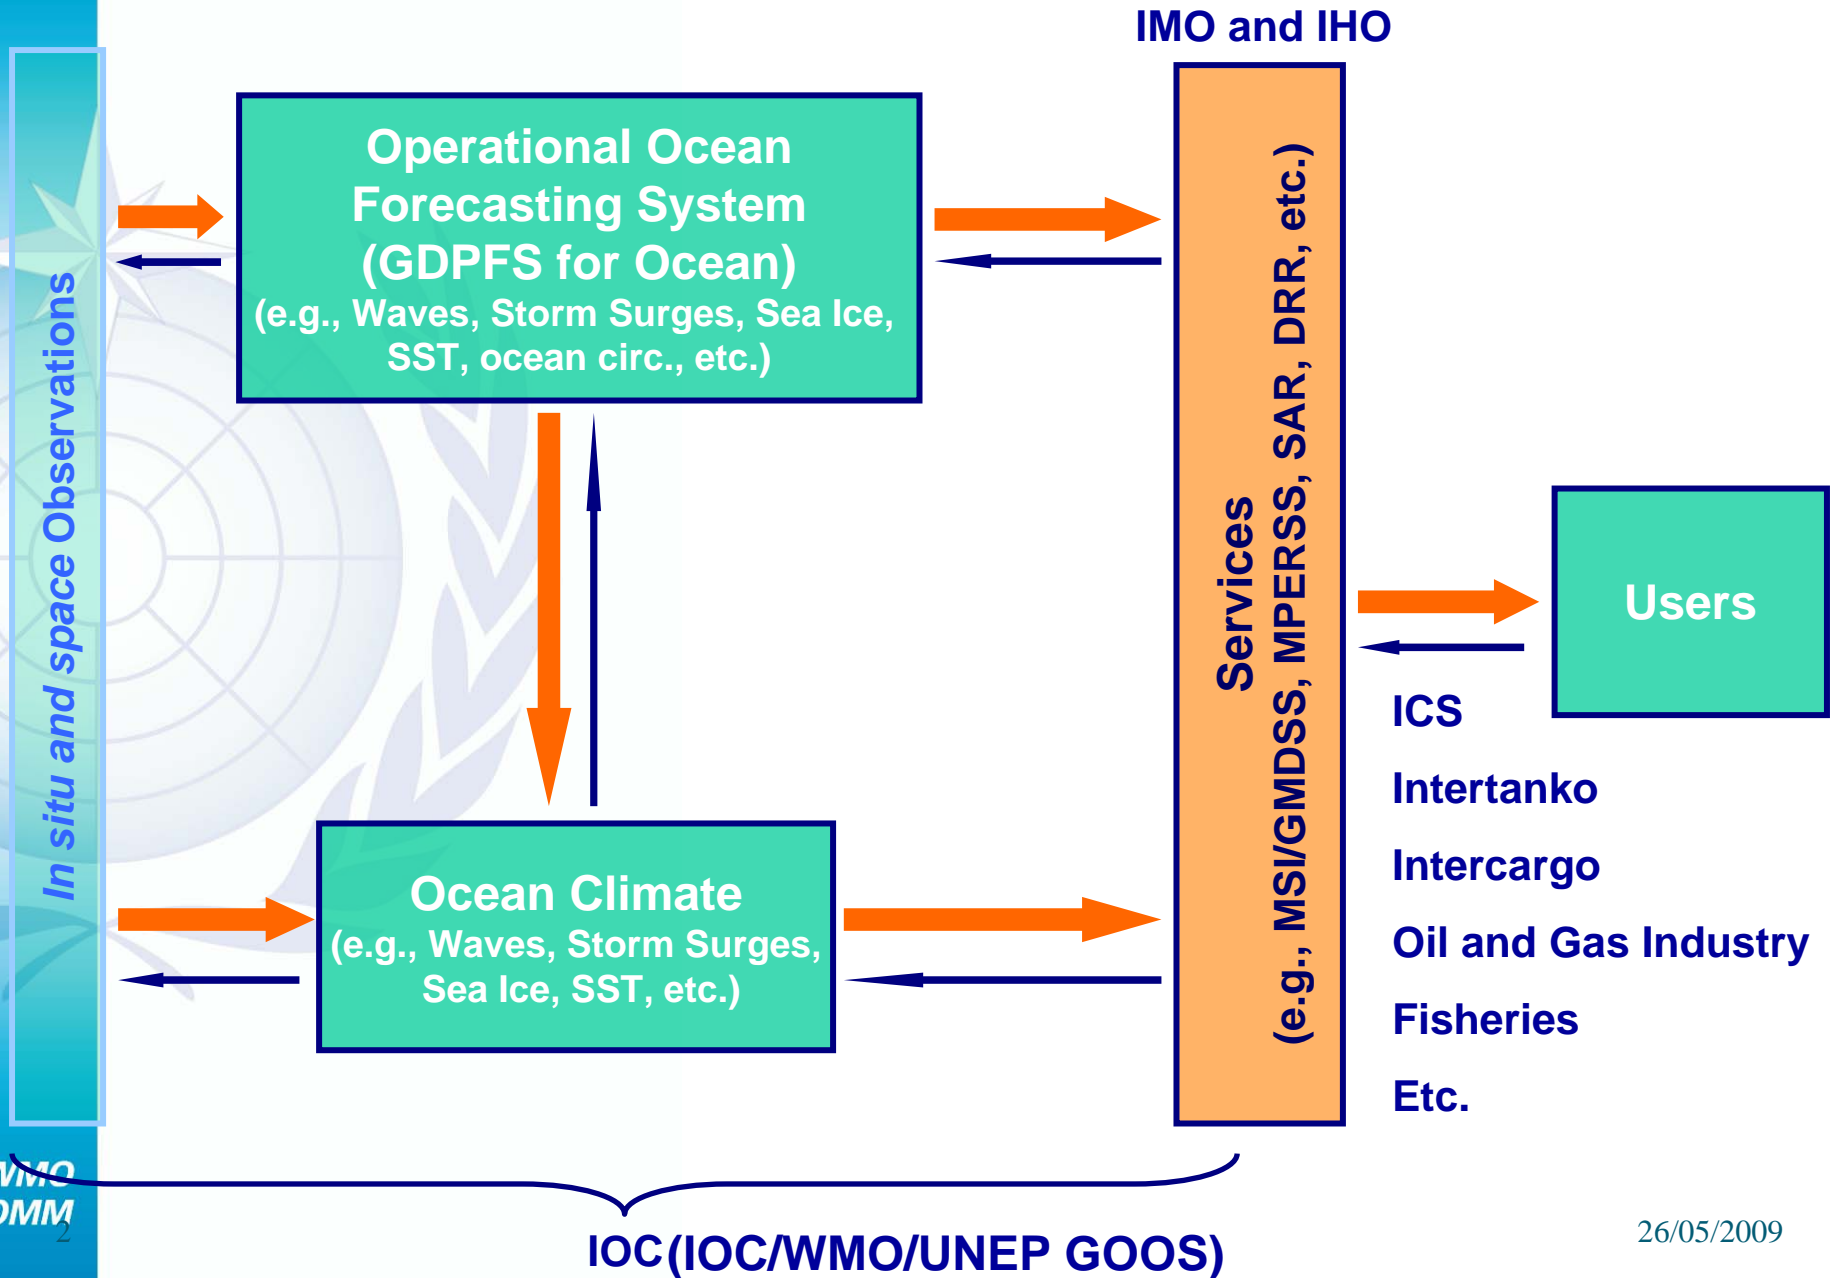 IMO and IHO
In situ and space Observations
Operational Ocean
Forecasting System
(GDPFS for Ocean)
(e.g., Waves, Storm Surges, Sea Ice,
SST, ocean circ., etc.)
Ocean Climate
(e.g., Waves, Storm Surges,
Sea Ice, SST, etc.)
Services
(e.g., MSI/GMDSS, MPERSS, SAR, DRR, etc.)
Users
ICS
Intertanko
Intercargo
Oil and Gas Industry
Fisheries
Etc.
WMO
OMM
2
IOC(IOC/WMO/UNEP GOOS)
26/05/2009